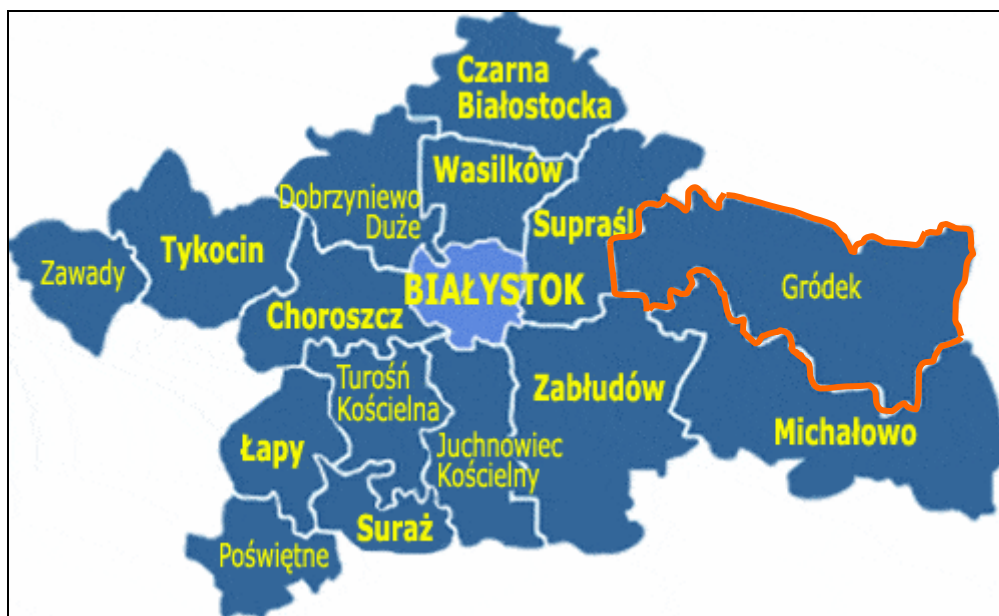 Czarna
Białostocka
Wasilków
Dobrzyniewo
Duże
Supraśl
Tykocin
Zawady
Gródek
BIAŁYSTOK
Choroszcz
Turośń
Kościelna
Zabłudów
Michałowo
Łapy
Juchnowiec
Kościelny
Suraż
Poświętne